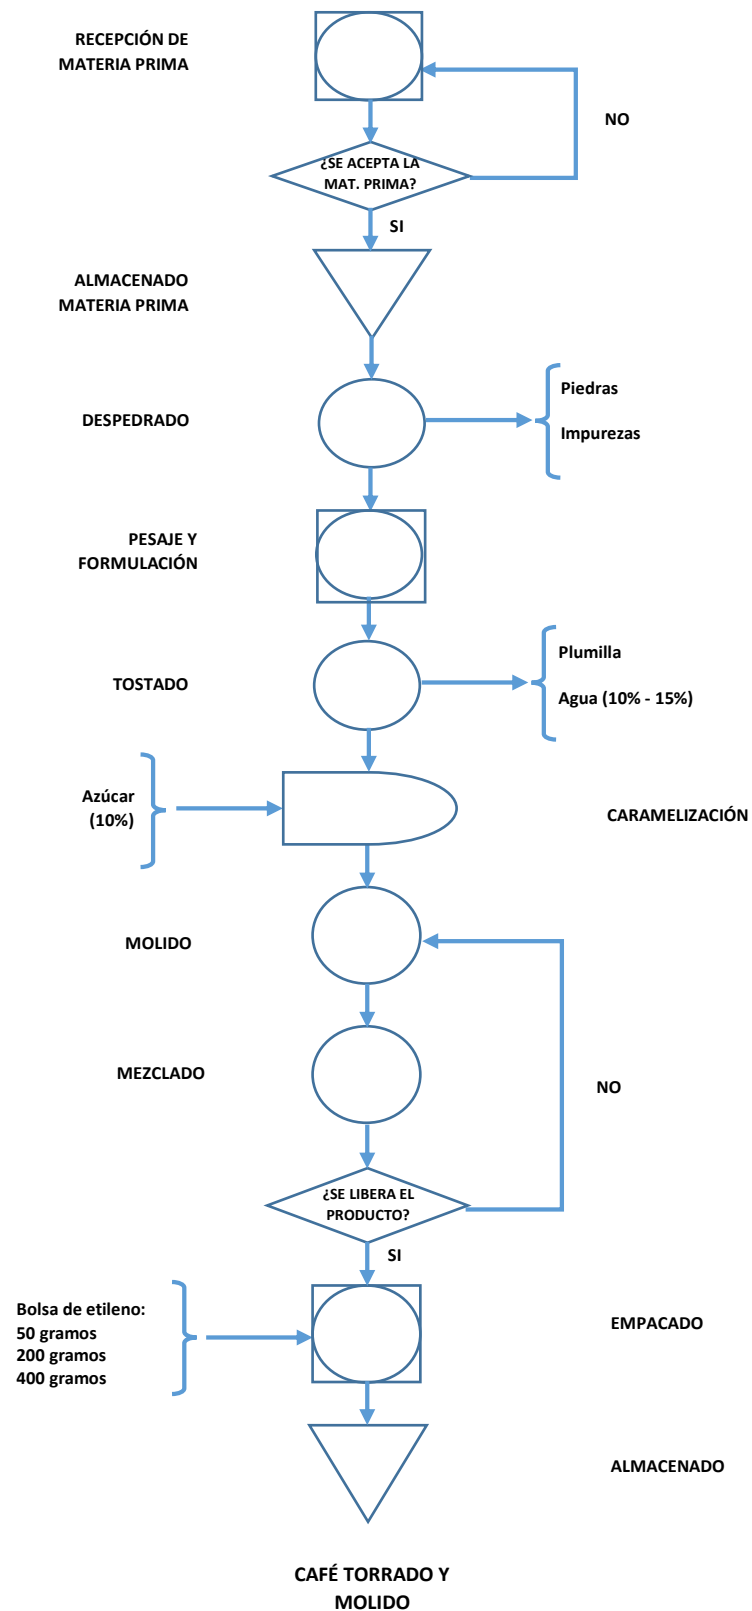 RECEPCIÓN DE
MATERIA PRIMA
NO
¿SE ACEPTA LA
MAT. PRIMA?
SI
ALMACENADO
MATERIA PRIMA
DESPEDRADO
Piedras
Impurezas
PESAJE Y
FORMULACIÓN
TOSTADO
Plumilla
Agua (10% - 15%)
Azúcar
(10%)
CARAMELIZACIÓN
MOLIDO
MEZCLADO
NO
¿SE LIBERA EL
PRODUCTO?
SI
Bolsa de etileno:
50 gramos
200 gramos
400 gramos
EMPACADO
ALMACENADO
CAFÉ TORRADO Y
MOLIDO